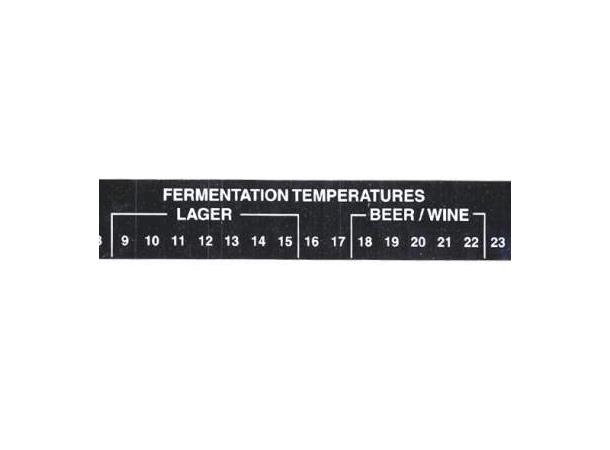 FERMENTATION TEMPERATURES
LAGER BEER / WINE
8 9 10 11 12 13 14 15 16 17 18 19 20 21 22 23